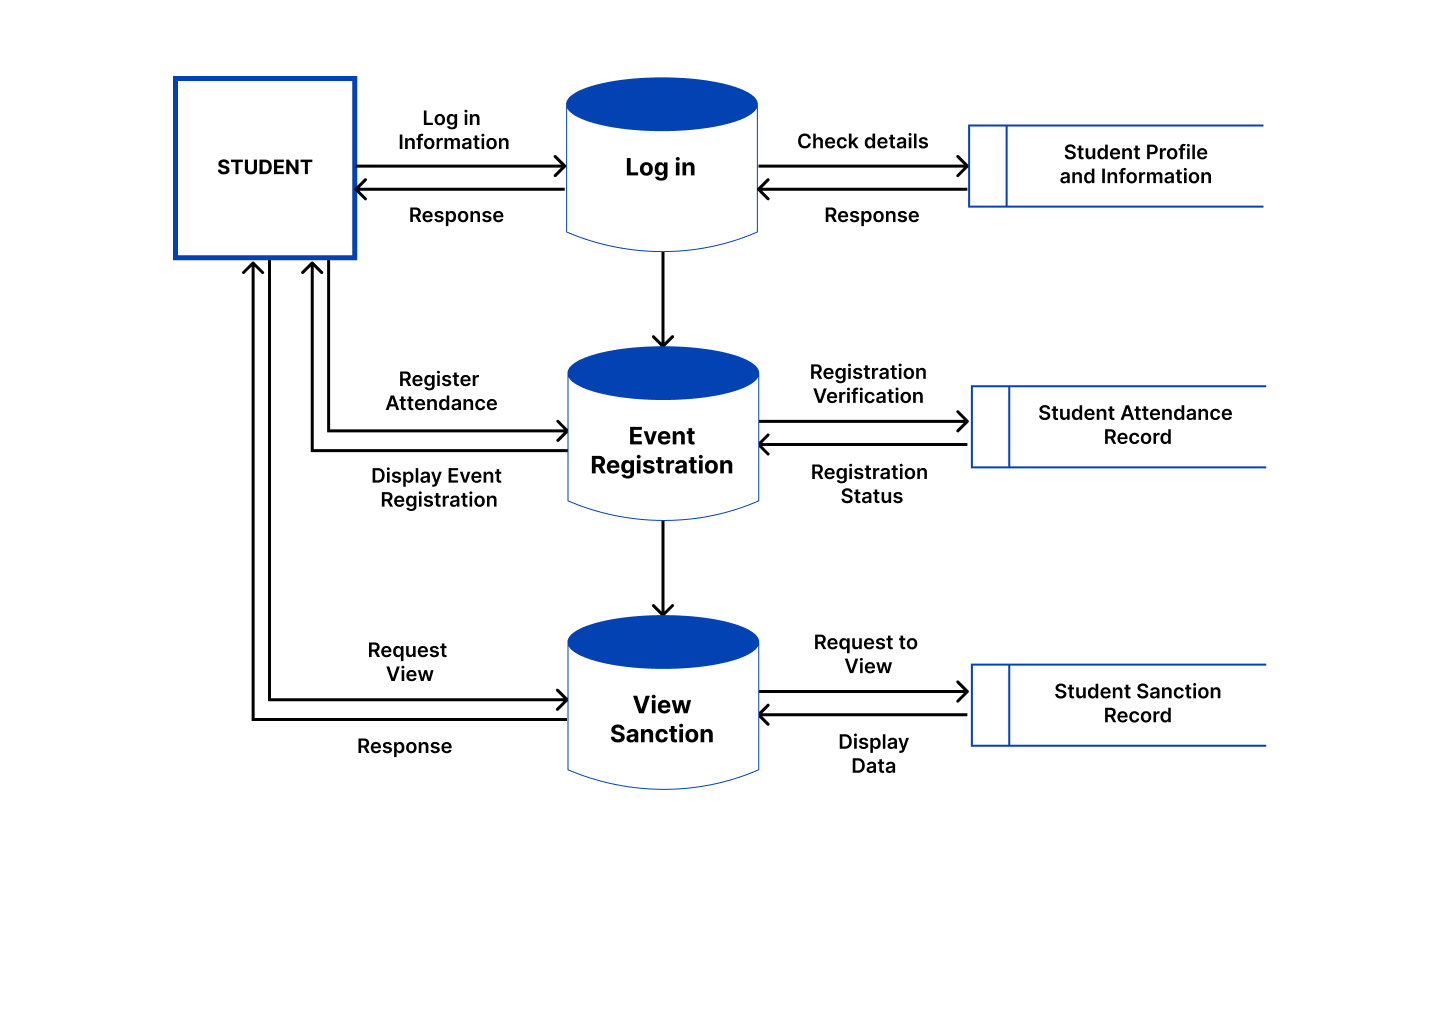 STUDENT
Log in
Information
Response
Log in
Check details
Response
Student Profile
and Information
Register
Attendance
Display Event
Registration
Event
Registration
Registration
Verification
Registration
Status
Student Attendance
Record
Request
View
Response
View
Sanction
Request to
View
Display
Data
Student Sanction
Record